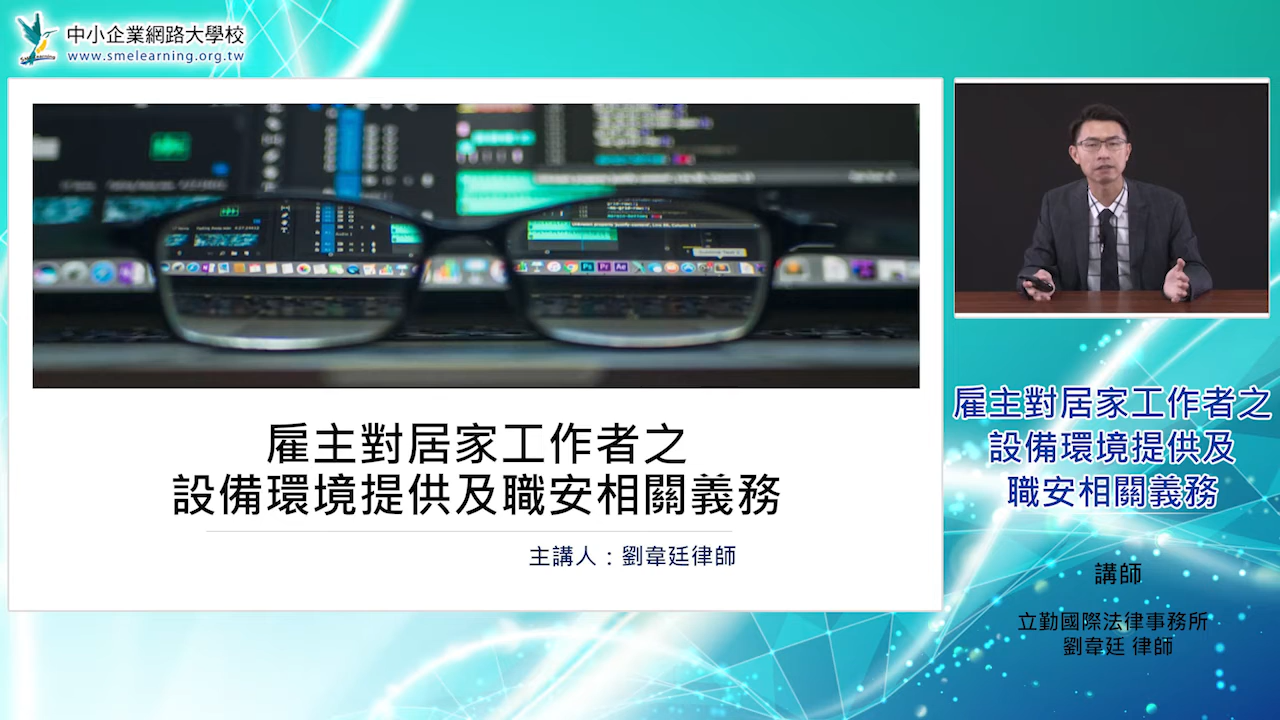 中小企業網路大學校
www.smelearning.org.tw
雇主對居家工作者之
設備環境提供及職安相關義務
主講人：劉韋廷律師
雇主對居家工作者之
設備環境提供及
職安相關義務
講師
立勤國際法律事務所
劉韋廷 律師